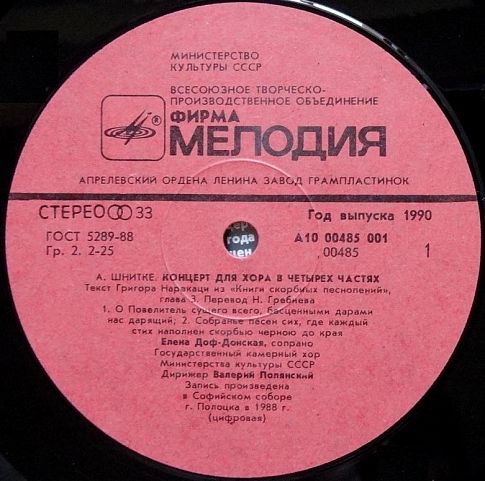 МИНИСТЕРСТВО
КУЛЬТУРЫ СССР
ВСЕСОЮЗНОЕ ТВОРЧЕСКО-
ПРОИЗВОДСТВЕННОЕ ОБЪЕДИНЕНИЕ
®
ФИРМА
МЕЛОДИЯ
АПРЕЛЕВСКИЙ ОРДЕНА ЛЕНИНА ЗАВОД ГРАМПЛАСТИНОК
СТЕРЕО 33
Год выпуска 1990
ГОСТ 5289-88
А10 00485 001
Гр. 2. 2-25
00485
1
года
А. ШНИТКЕ. КОНЦЕРТ ДЛЯ ХОРА В ЧЕТЫРЕХ ЧАСТЯХ
Текст Григора Нарекаци из «Книги скорбных песнопений»,
глава 3. Перевод Н. Гребнева
1. О Повелитель сущего всего, бесценными дарами
нас дарящий; 2. Собранье песен сих, где каждый
стих наполнен скорбью черною до края
Елена Доф-Донская, сопрано
Государственный камерный хор
Министерства культуры СССР
Дирижер Валерий Полянский
Запись произведена
в Софийском соборе
г. Полоцка в 1988 г.
(цифровая)